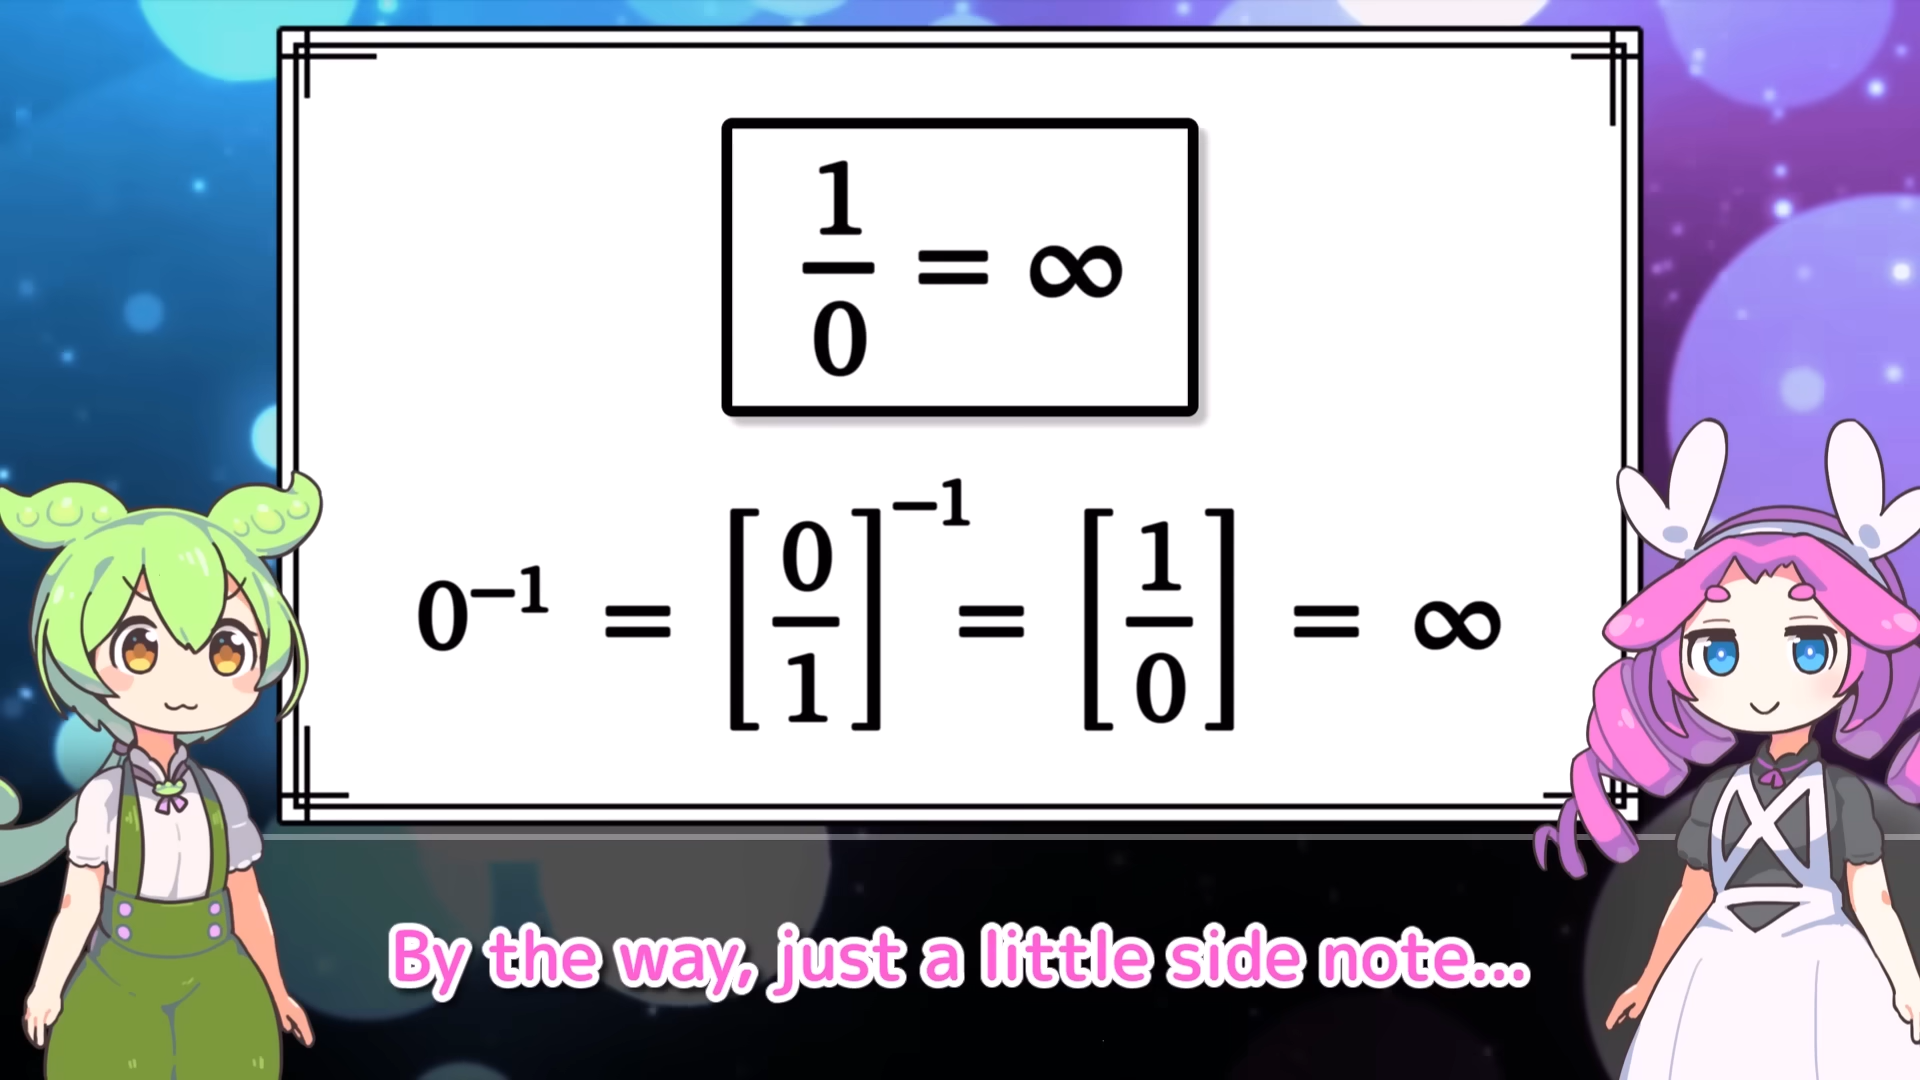 1/0 = ∞
0⁻¹ = [0/1]⁻¹ = [1/0] = ∞
By the way, just a little side note...